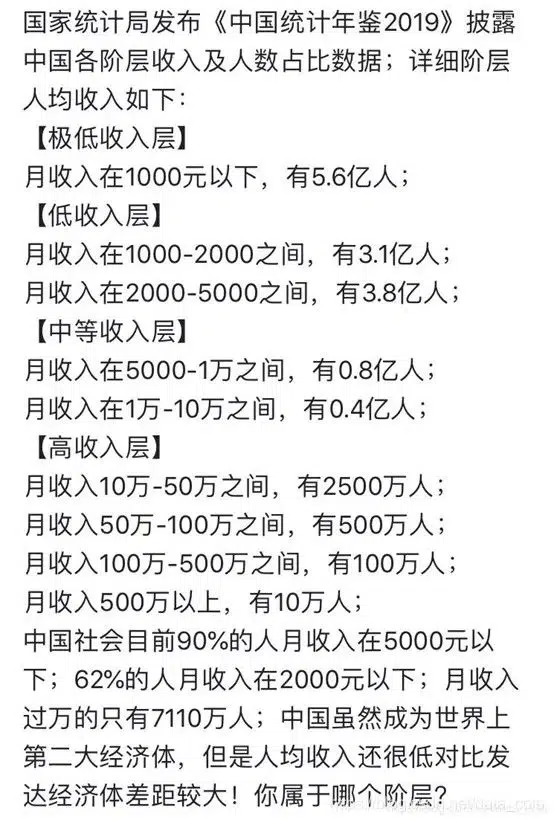 国家统计局发布《中国统计年鉴2019》披露
中国各阶层收入及人数占比数据；详细阶层
人均收入如下：
【极低收入层】
月收入在1000元以下，有5.6亿人；
【低收入层】
月收入在1000-2000之间，有3.1亿人；
月收入在2000-5000之间，有3.8亿人；
【中等收入层】
月收入在5000-1万之间，有0.8亿人；
月收入在1万-10万之间，有0.4亿人；
【高收入层】
月收入10万-50万之间，有2500万人；
月收入50万-100万之间，有500万人；
月收入100万-500万之间，有100万人；
月收入500万以上，有10万人；
中国社会目前90%的人月收入在5000元以
下；62%的人月收入在2000元以下；月收入
过万的只有7110万人；中国虽然成为世界上
第二大经济体，但是人均收入还很低对比发
达经济体差距较大！你属于哪个阶层？